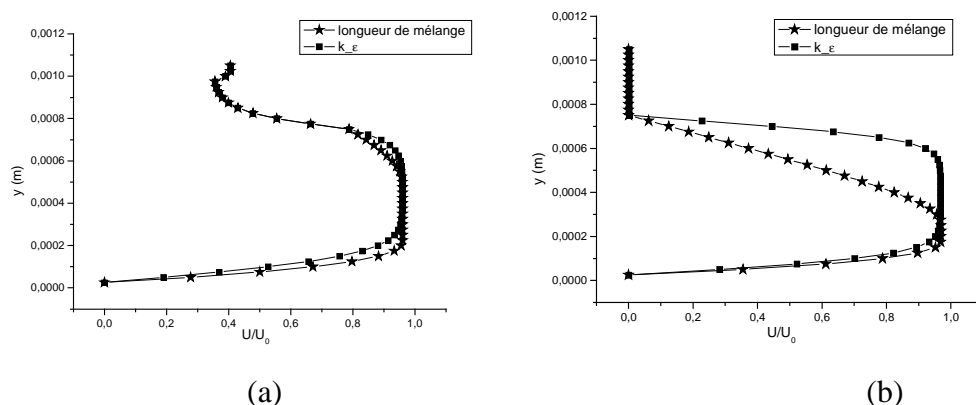 (a)
longueur de mélange
k_ε
0,0012
0,0010
0,0008
0,0006
0,0004
0,0002
0,0000
y (m)
0,0 0,2 0,4 0,6 0,8 1,0
U/U₀
(b)
longueur de mélange
k_ε
0,0012
0,0010
0,0008
0,0006
0,0004
0,0002
0,0000
y (m)
0,0 0,2 0,4 0,6 0,8 1,0
U/U₀
(a) (b)